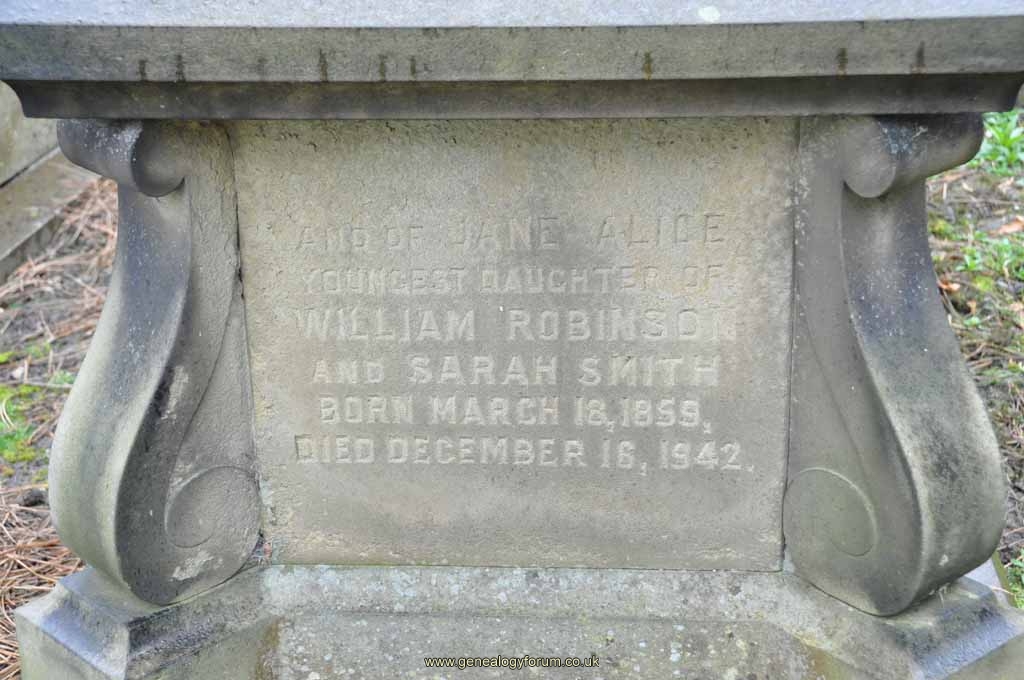 AND OF JANE ALICE
YOUNGEST DAUGHTER OF
WILLIAM ROBINSON
AND SARAH SMITH
BORN MARCH 18, 1859,
DIED DECEMBER 16, 1942.
www.genealogyforum.co.uk